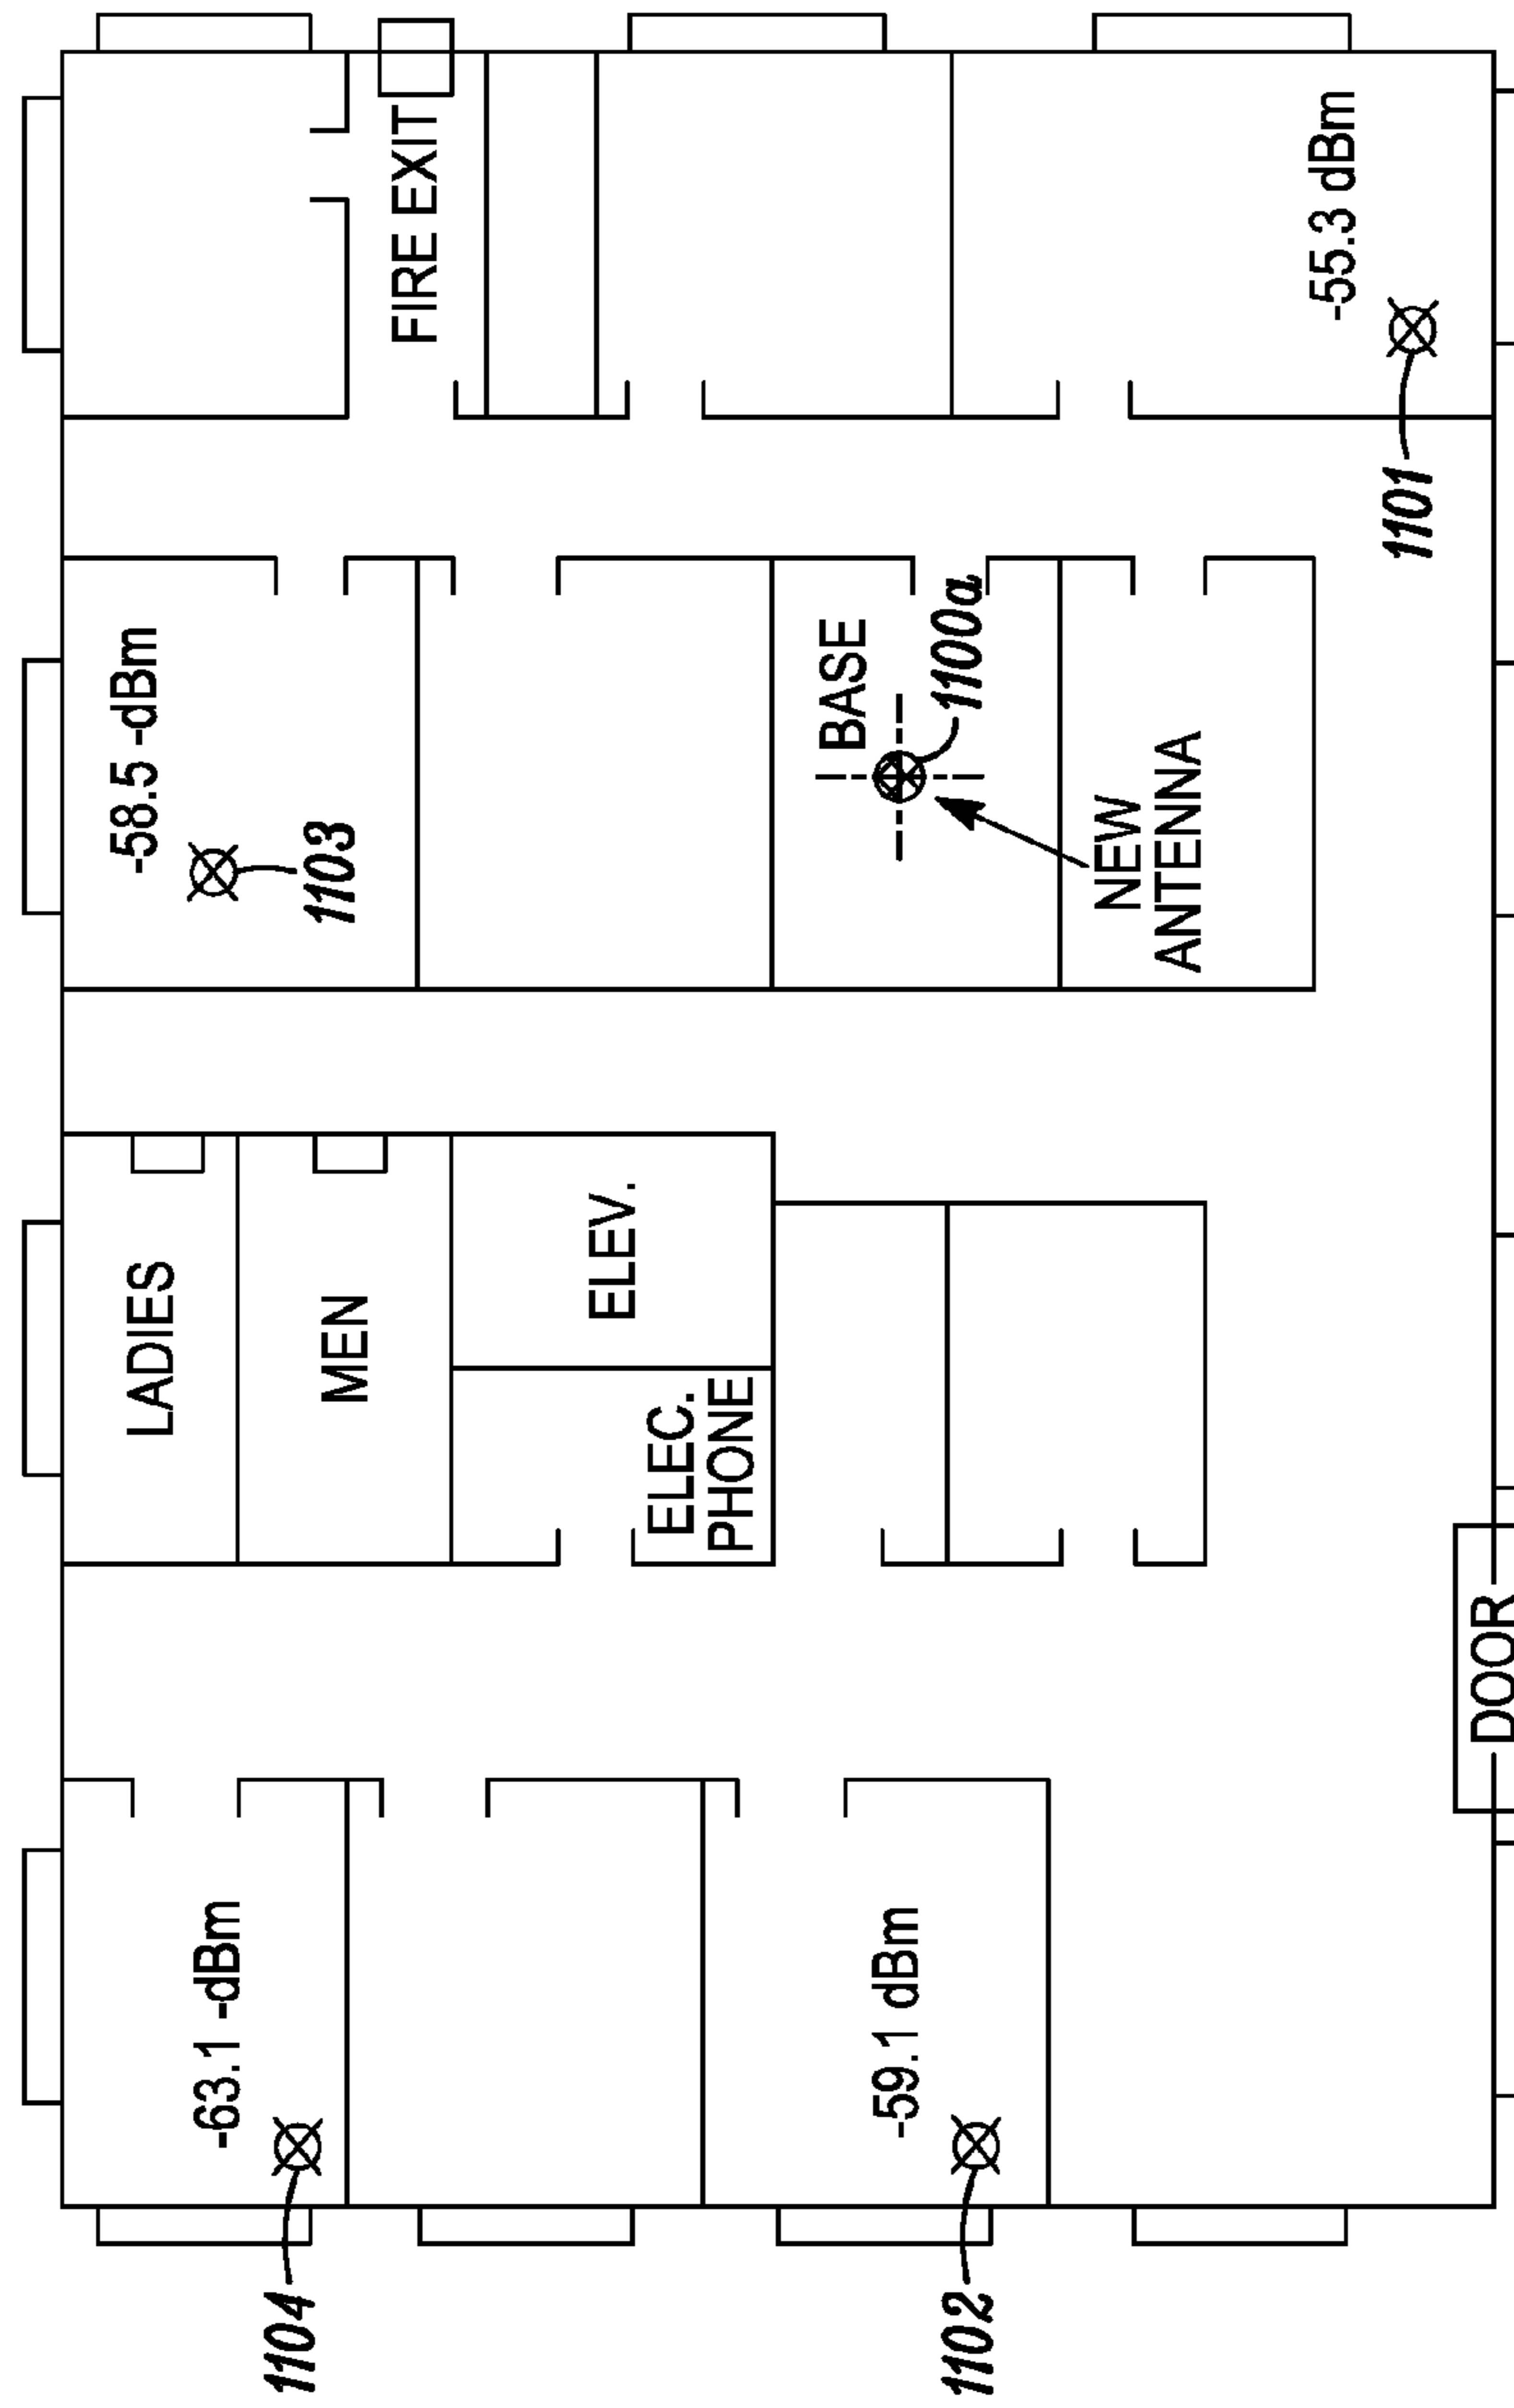 -63.1 -dBm
1104
LADIES
MEN
-58.5 -dBm
1103
FIRE EXIT
ELEV.
ELEC.
PHONE
BASE
1100a
-59.1 dBm
1102
NEW
ANTENNA
-55.3 dBm
1101
DOOR